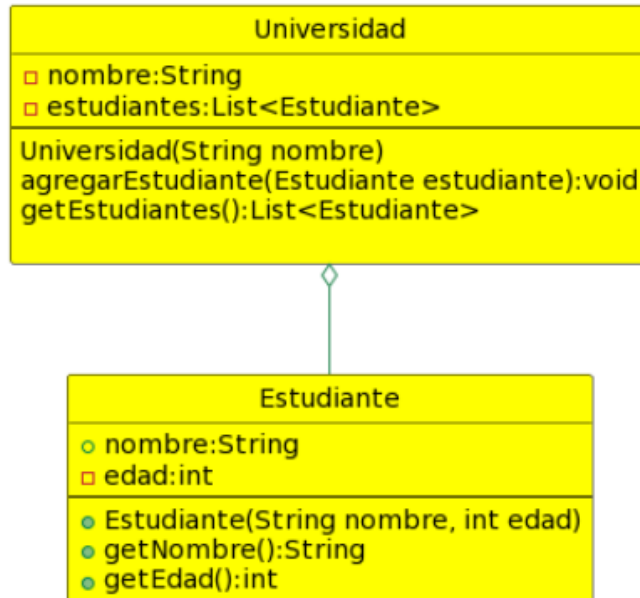 Universidad
nombre:String
estudiantes:List<Estudiante>
Universidad(String nombre)
agregarEstudiante(Estudiante estudiante):void
getEstudiantes():List<Estudiante>
Estudiante
nombre:String
edad:int
Estudiante(String nombre, int edad)
getNombre():String
getEdad():int